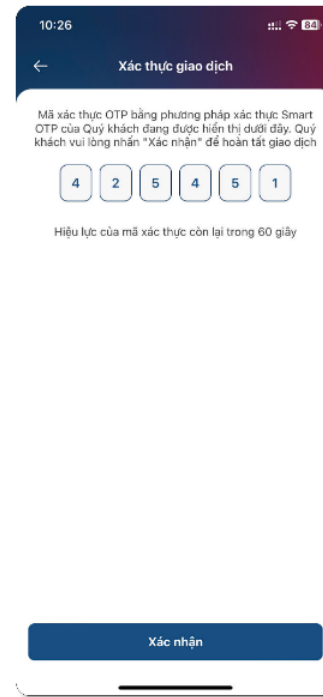 10:26
84
Xác thực giao dịch
Mã xác thực OTP bằng phương pháp xác thực Smart
OTP của Quý khách đang được hiển thị dưới đây. Quý
khách vui lòng nhấn "Xác nhận" để hoàn tất giao dịch
4 2 5 4 5 1
Hiệu lực của mã xác thực còn lại trong 60 giây
Xác nhận